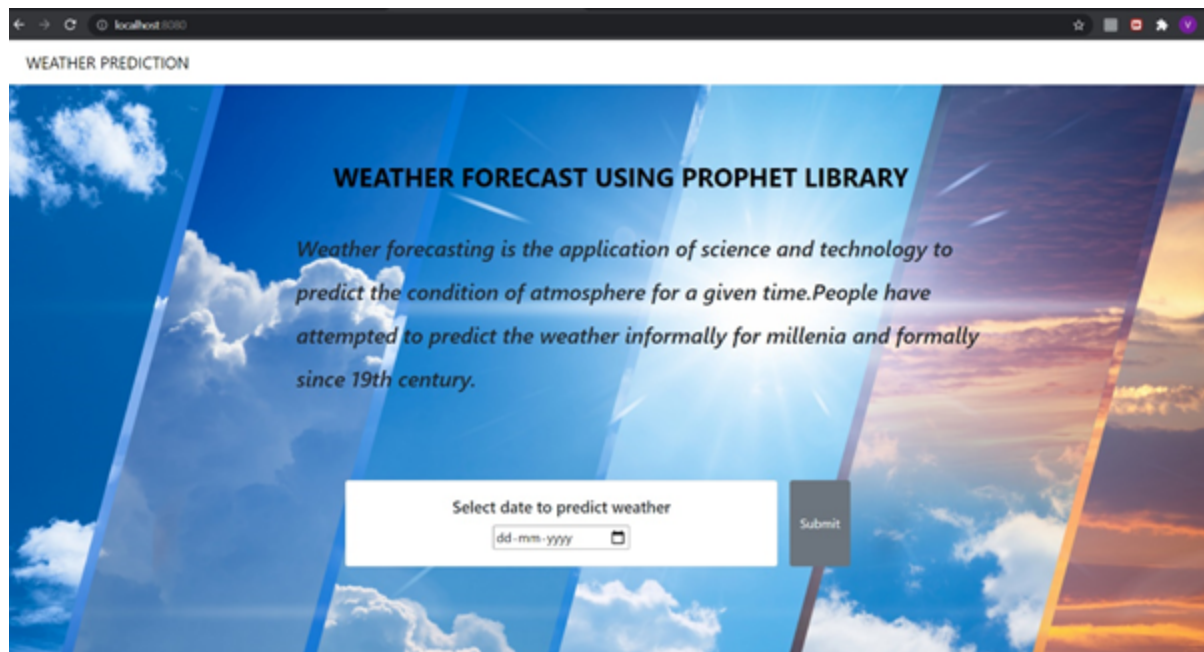 localhost:8080
V
WEATHER PREDICTION
WEATHER FORECAST USING PROPHET LIBRARY
Weather forecasting is the application of science and technology to
predict the condition of atmosphere for a given time.People have
attempted to predict the weather informally for millenia and formally
since 19th century.
Select date to predict weather
dd-mm-yyyy
Submit